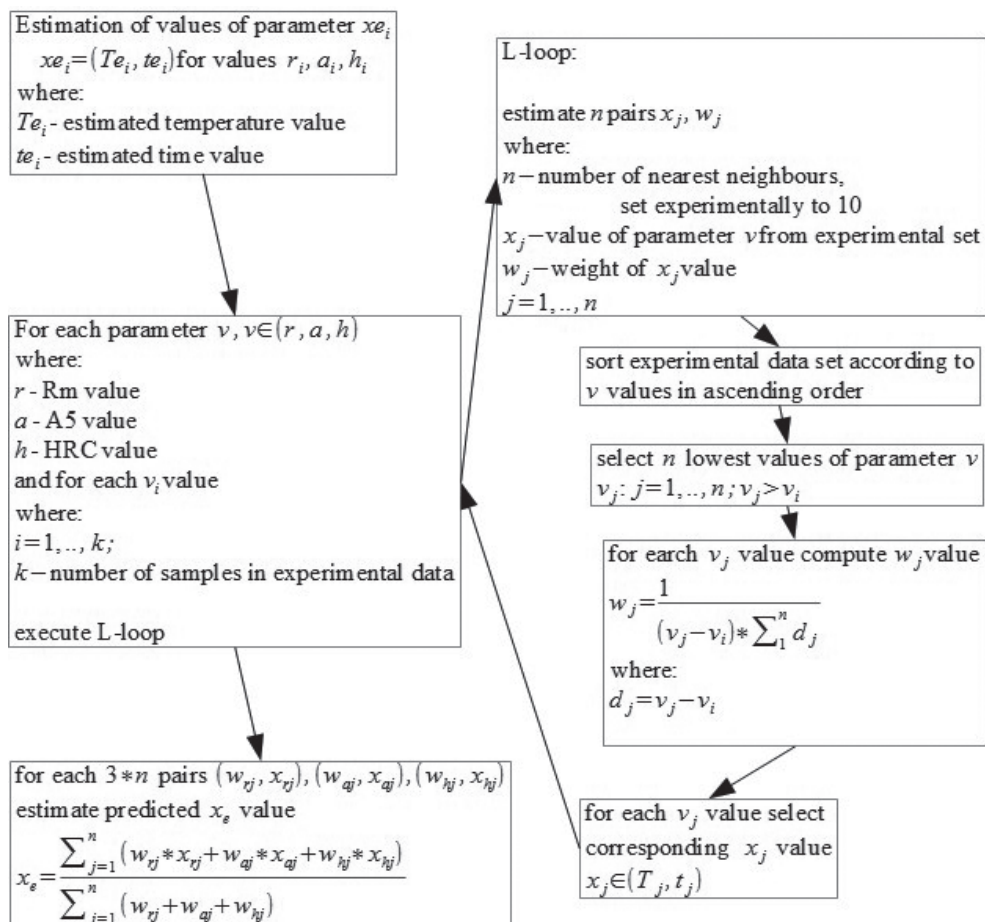 Estimation of values of parameter xe_i
xe_i=(Te_i, te_i) for values r_i, a_i, h_i
where:
Te_i- estimated temperature value
te_i- estimated time value
For each parameter v, v∈(r, a, h)
where:
r - Rm value
a - A5 value
h - HRC value
and for each v_i value
where:
i=1,.., k;
k−number of samples in experimental data
execute L-loop
for each 3*n pairs (w_rj, x_rj), (w_aj, x_aj), (w_hj, x_hj)
estimate predicted x_e value
x_e=∑_{j=1}^n (w_rj*x_rj+w_aj*x_aj+w_hj*x_hj) / ∑_{j=1}^n (w_rj+w_aj+w_hj)
L-loop:
estimate n pairs x_j, w_j
where:
n−number of nearest neighbours,
set experimentally to 10
x_j−value of parameter v from experimental set
w_j−weight of x_j value
j=1,.., n
sort experimental data set according to
v values in ascending order
select n lowest values of parameter v
v_j: j=1,.., n; v_j>v_i
for earch v_j value compute w_j value
w_j=1 / (v_j−v_i)*∑_1^n d_j
where:
d_j=v_j−v_i
for each v_j value select
corresponding x_j value
x_j∈(T_j, t_j)